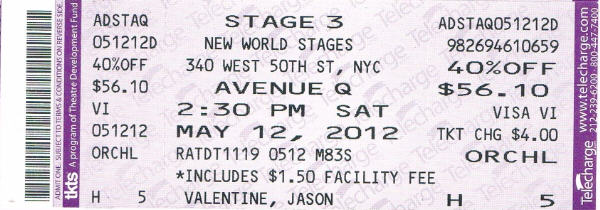 ADMIT ONE. SUBJECT TO TERMS & CONDITIONS ON REVERSE SIDE.
tkts A program of Theatre Development Fund
ADSTAQ STAGE 3 ADSTAQ051212D
051212D NEW WORLD STAGES 982694610659
40%OFF 340 WEST 50TH ST, NYC 40%OFF
$56.10 AVENUE Q $56.10
VI 2:30 PM SAT VISA VI
051212 MAY 12, 2012 TKT CHG $4.00
ORCHL RATDT1119 0512 M83S ORCHL
*INCLUDES $1.50 FACILITY FEE
H 5 VALENTINE, JASON H 5
Telecharge
www.Telecharge.com
212-239-6200 800-447-7400